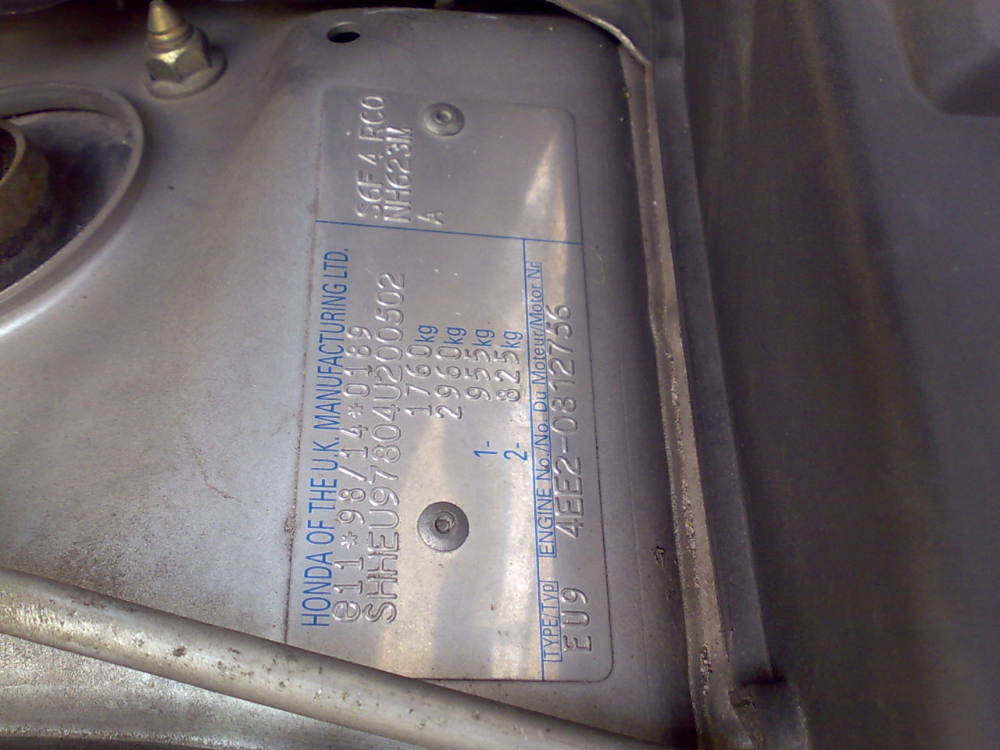 HONDA OF THE U.K. MANUFACTURING LTD.
e11*98/14*0189
SHHEU97804U200502
1760kg
2960kg
1- 955kg
2- 825kg
TYPE/Typ ENGINE No./No. Du Moteur/Motor Nr
EU9 4EE2-0812756
S6F 4 RC0
NH623M
A